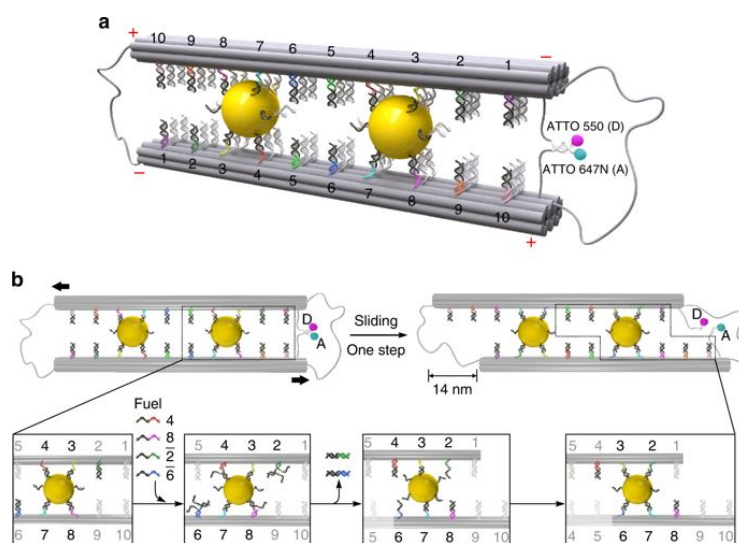 a
+
10 9 8 7 6 5 4 3 2 1
−
ATTO 550 (D)
ATTO 647N (A)
−
1 2 3 4 5 6 7 8 9 10
+
b
D
A
Sliding
One step
D
A
14 nm
Fuel
4
8
2̅
6̅
5 4 3 2 1
6 7 8 9 10
5 4 3 2 1
6 7 8 9 10
5 4 3 2 1
5 6 7 8 9 10
5 4 3 2 1
4 5 6 7 8 9